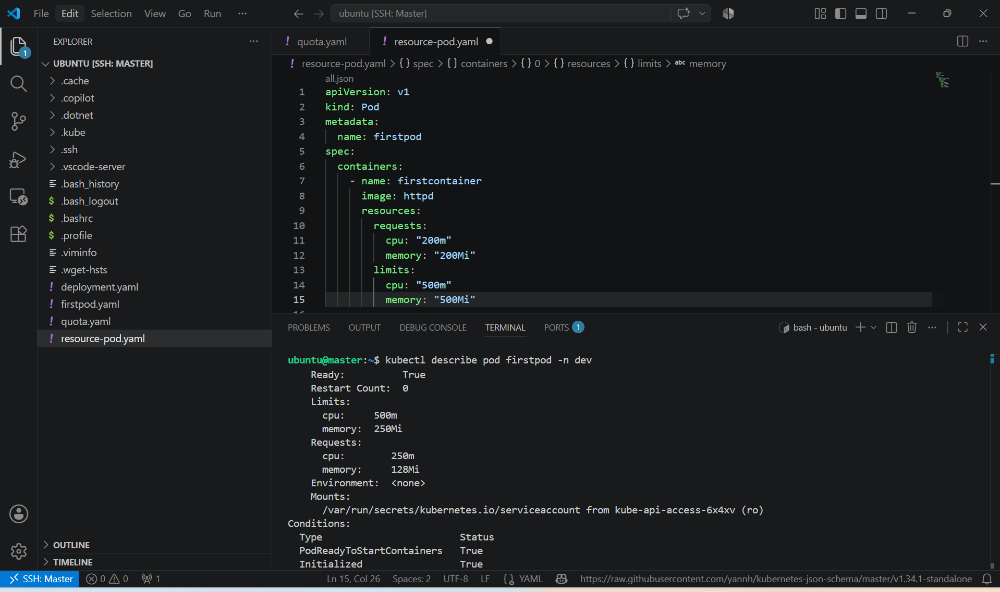 File Edit Selection View Go Run ··· ubuntu [SSH: Master]
EXPLORER ···
1
UBUNTU [SSH: MASTER]
.cache
.copilot
.dotnet
.kube
.ssh
.vscode-server
.bash_history
$ .bash_logout
$ .bashrc
$ .profile
.viminfo
.wget-hsts
! deployment.yaml
! firstpod.yaml
! quota.yaml
! resource-pod.yaml
OUTLINE
TIMELINE
! quota.yaml ! resource-pod.yaml
! resource-pod.yaml > {} spec > [] containers > {} 0 > {} resources > {} limits > abc memory
all.json
1 apiVersion: v1
2 kind: Pod
3 metadata:
4 name: firstpod
5 spec:
6 containers:
7 - name: firstcontainer
8 image: httpd
9 resources:
10 requests:
11 cpu: "200m"
12 memory: "200Mi"
13 limits:
14 cpu: "500m"
15 memory: "500Mi"
PROBLEMS OUTPUT DEBUG CONSOLE TERMINAL PORTS 1 bash - ubuntu
ubuntu@master:~$ kubectl describe pod firstpod -n dev
Ready: True
Restart Count: 0
Limits:
cpu: 500m
memory: 250Mi
Requests:
cpu: 250m
memory: 128Mi
Environment: <none>
Mounts:
/var/run/secrets/kubernetes.io/serviceaccount from kube-api-access-6x4xv (ro)
Conditions:
Type Status
PodReadyToStartContainers True
Initialized True
SSH: Master 0 0 1 Ln 15, Col 26 Spaces: 2 UTF-8 LF YAML https://raw.githubusercontent.com/yannh/kubernetes-json-schema/master/v1.34.1-standalone